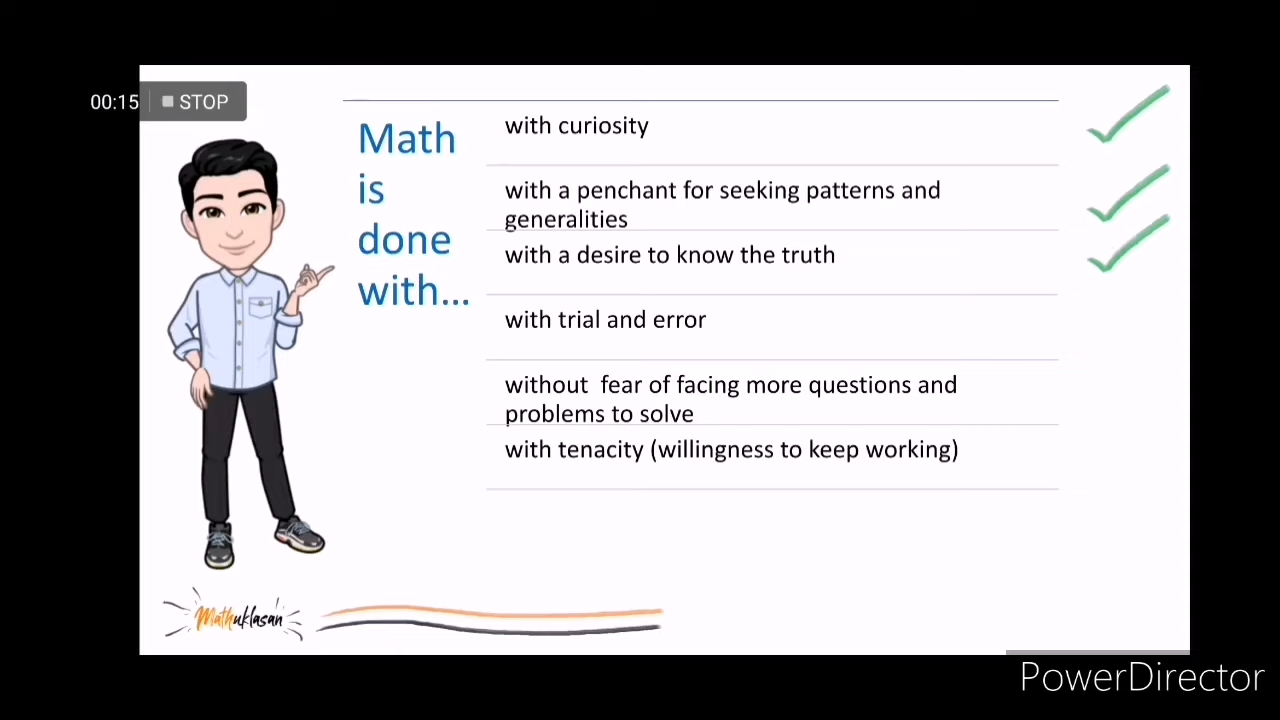 00:15 STOP
Math
is
done
with...
with curiosity
with a penchant for seeking patterns and
generalities
with a desire to know the truth
with trial and error
without  fear of facing more questions and
problems to solve
with tenacity (willingness to keep working)
Mathuklasan
PowerDirector